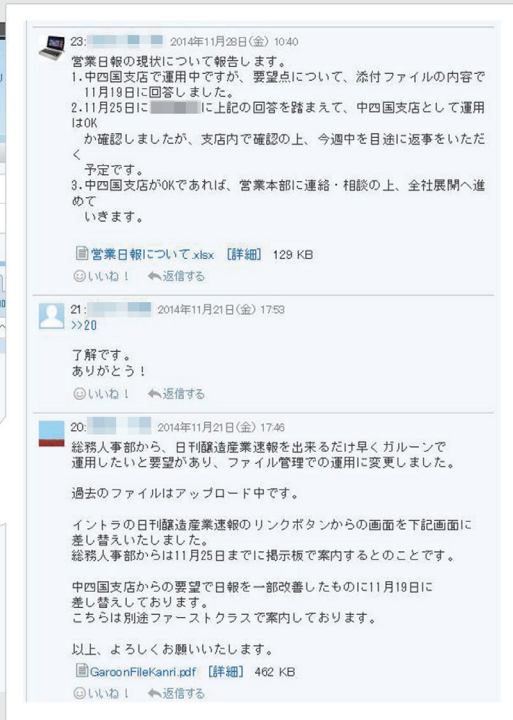 23: 2014年11月28日(金) 10:40
営業日報の現状について報告します。
1.中四国支店で運用中ですが、要望点について、添付ファイルの内容で
11月19日に回答しました。
2.11月25日に に上記の回答を踏まえて、中四国支店として運用
はOK
か確認しましたが、支店内で確認の上、今週中を目途に返事をいただ
く
予定です。
3.中四国支店がOKであれば、営業本部に連絡・相談の上、全社展開へ進
めて
いきます。
営業日報について.xlsx [詳細] 129 KB
いいね! 返信する
21: 2014年11月21日(金) 17:53
>>20
了解です。
ありがとう!
いいね! 返信する
20: 2014年11月21日(金) 17:46
総務人事部から、日刊醸造産業速報を出来るだけ早くガルーンで
運用したいと要望があり、ファイル管理での運用に変更しました。
過去のファイルはアップロード中です。
イントラの日刊醸造産業速報のリンクボタンからの画面を下記画面に
差し替えいたしました。
総務人事部からは11月25日までに掲示板で案内するとのことです。
中四国支店からの要望で日報を一部改善したものに11月19日に
差し替えしております。
こちらは別途ファーストクラスで案内しております。
以上、よろしくお願いいたします。
GaroonFileKanri.pdf [詳細] 462 KB
いいね! 返信する